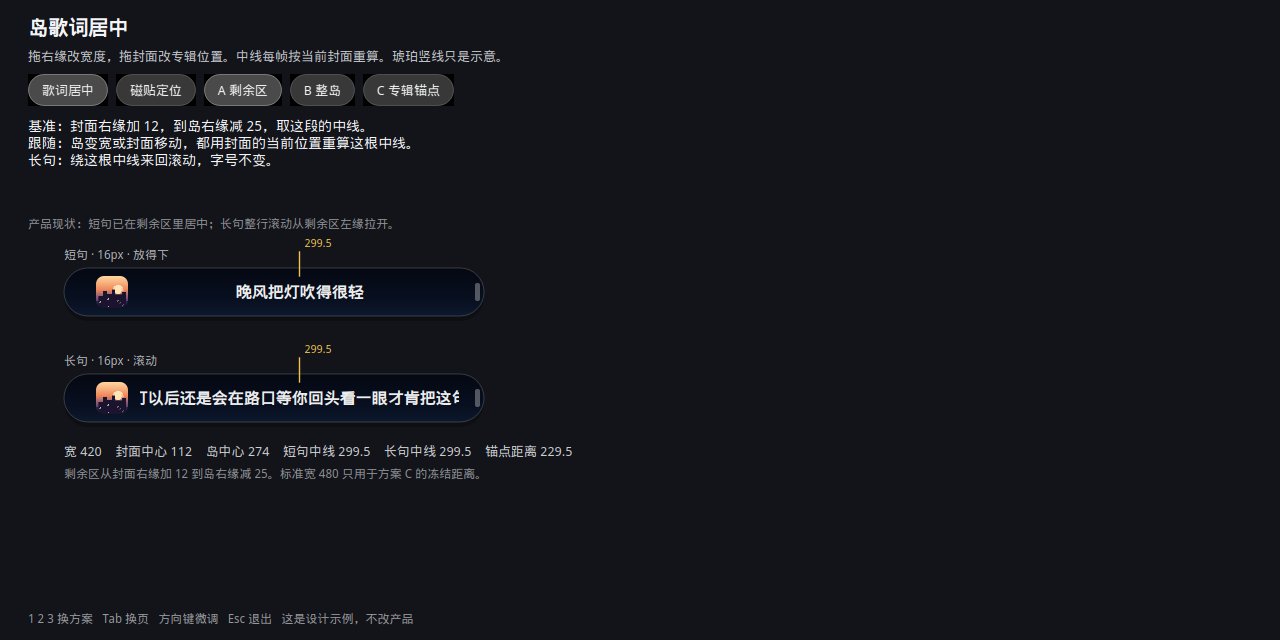 岛歌词居中
拖右缘改宽度，拖封面改专辑位置。中线每帧按当前封面重算。琥珀竖线只是示意。
歌词居中 磁贴定位 A 剩余区 B 整岛 C 专辑锚点
基准：封面右缘加 12，到岛右缘减 25，取这段的中线。
跟随：岛变宽或封面移动，都用封面的当前位置重算这根中线。
长句：绕这根中线来回滚动，字号不变。
产品现状：短句已在剩余区里居中；长句整行滚动从剩余区左缘拉开。
299.5
短句 · 16px · 放得下
晚风把灯吹得很轻
299.5
长句 · 16px · 滚动
以后还是会在路口等你回头看一眼才肯把这
宽 420 封面中心 112 岛中心 274 短句中线 299.5 长句中线 299.5 锚点距离 229.5
剩余区从封面右缘加 12 到岛右缘减 25。标准宽 480 只用于方案 C 的冻结距离。
1 2 3 换方案 Tab 换页 方向键微调 Esc 退出 这是设计示例，不改产品